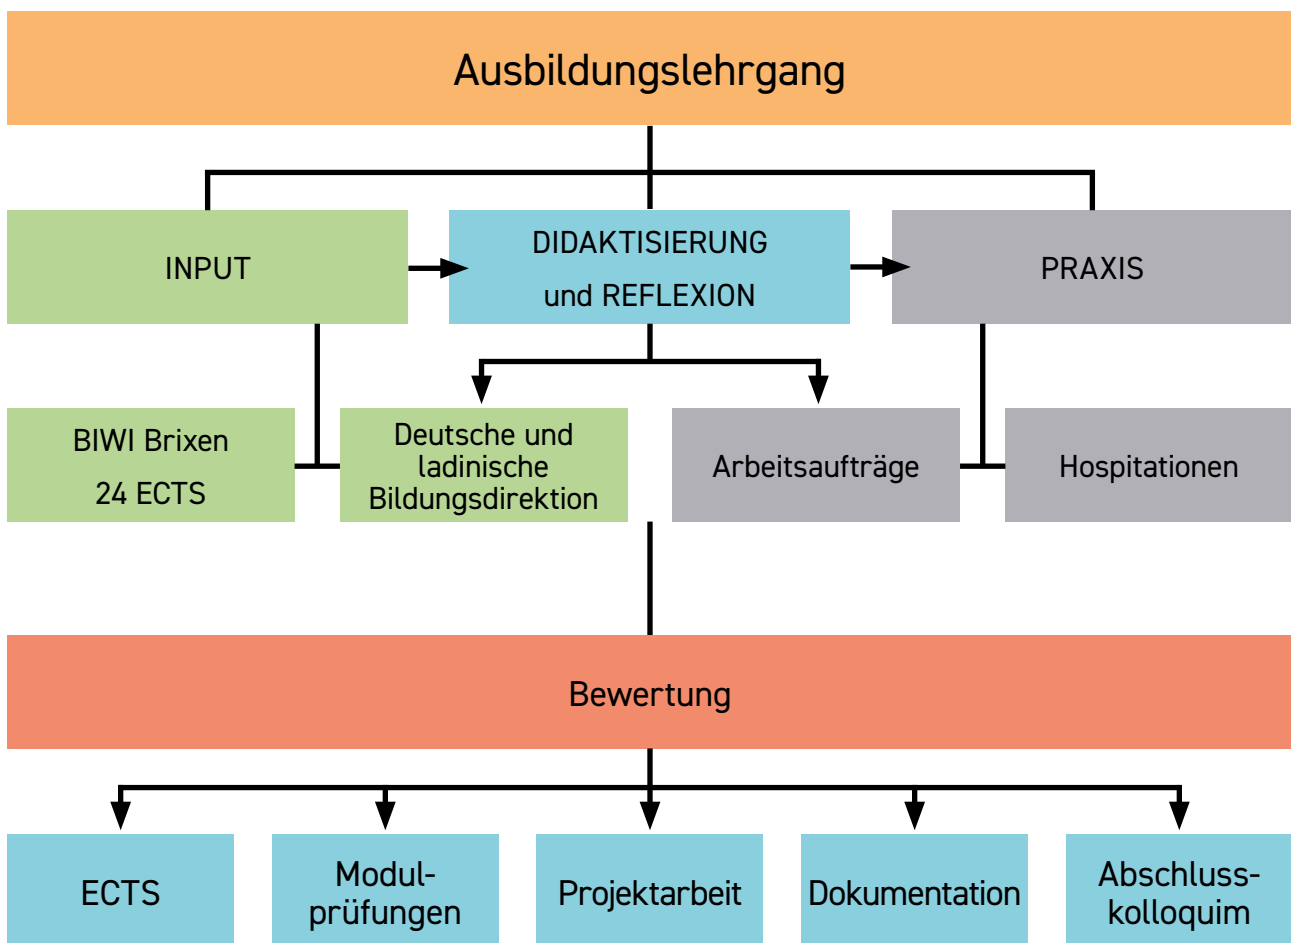 Ausbildungslehrgang
INPUT
DIDAKTISIERUNG
und REFLEXION
PRAXIS
BIWI Brixen
24 ECTS
Deutsche und
ladinische
Bildungsdirektion
Arbeitsaufträge
Hospitationen
Bewertung
ECTS
Modul-
prüfungen
Projektarbeit
Dokumentation
Abschluss-
kolloquim